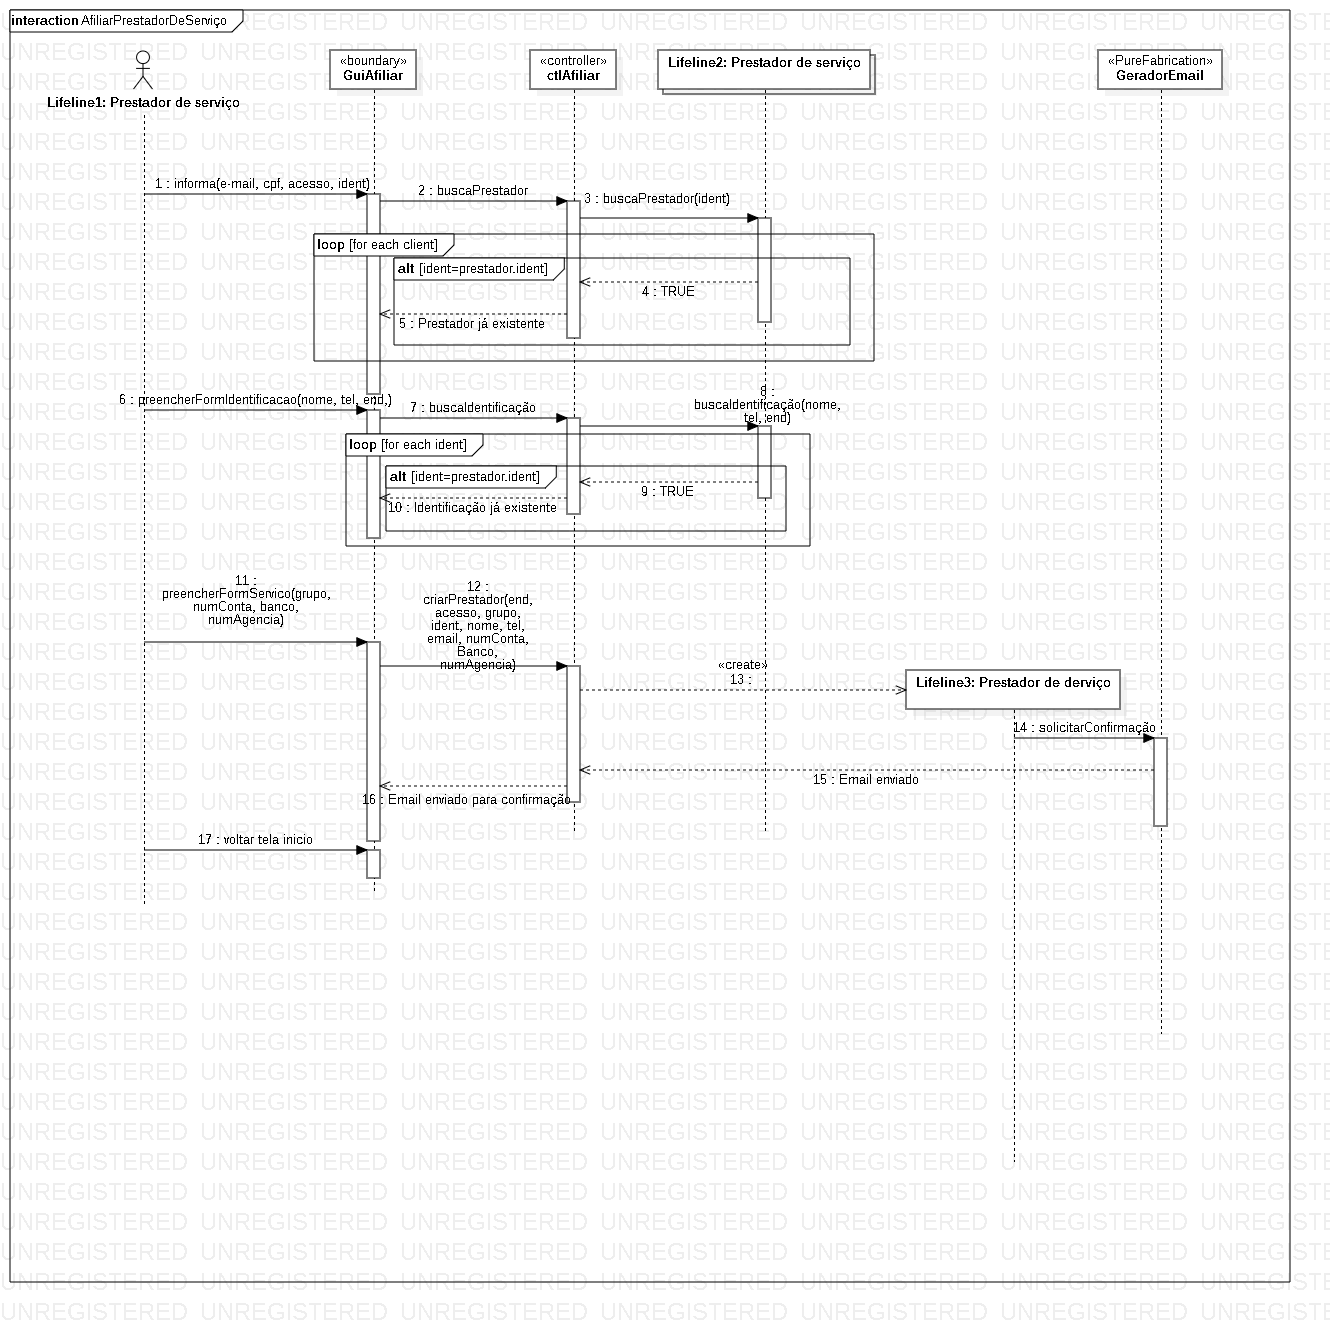 interaction AfiliarPrestadorDeServiço
«boundary»
GuiAfiliar
«controller»
ctlAfiliar
Lifeline2: Prestador de serviço
«PureFabrication»
GeradorEmail
Lifeline1: Prestador de serviço
1 : informa(e-mail, cpf, acesso, ident)
2 : buscaPrestador
3 : buscaPrestador(ident)
loop [for each client]
alt [ident=prestador.ident]
4 : TRUE
5 : Prestador já existente
6 : preencherFormIdentificacao(nome, tel, end,)
7 : buscaIdentificação
8 :
buscaIdentificação(nome,
tel, end)
loop [for each ident]
alt [ident=prestador.ident]
9 : TRUE
10 : Identificação já existente
11 :
preencherFormServico(grupo,
numConta, banco,
numAgencia)
12 :
criarPrestador(end,
acesso, grupo,
ident, nome, tel,
email, numConta,
Banco,
numAgencia)
«create»
13 :
Lifeline3: Prestador de derviço
14 : solicitarConfirmação
15 : Email enviado
16 : Email enviado para confirmação
17 : voltar tela inicio
UNREGISTERED